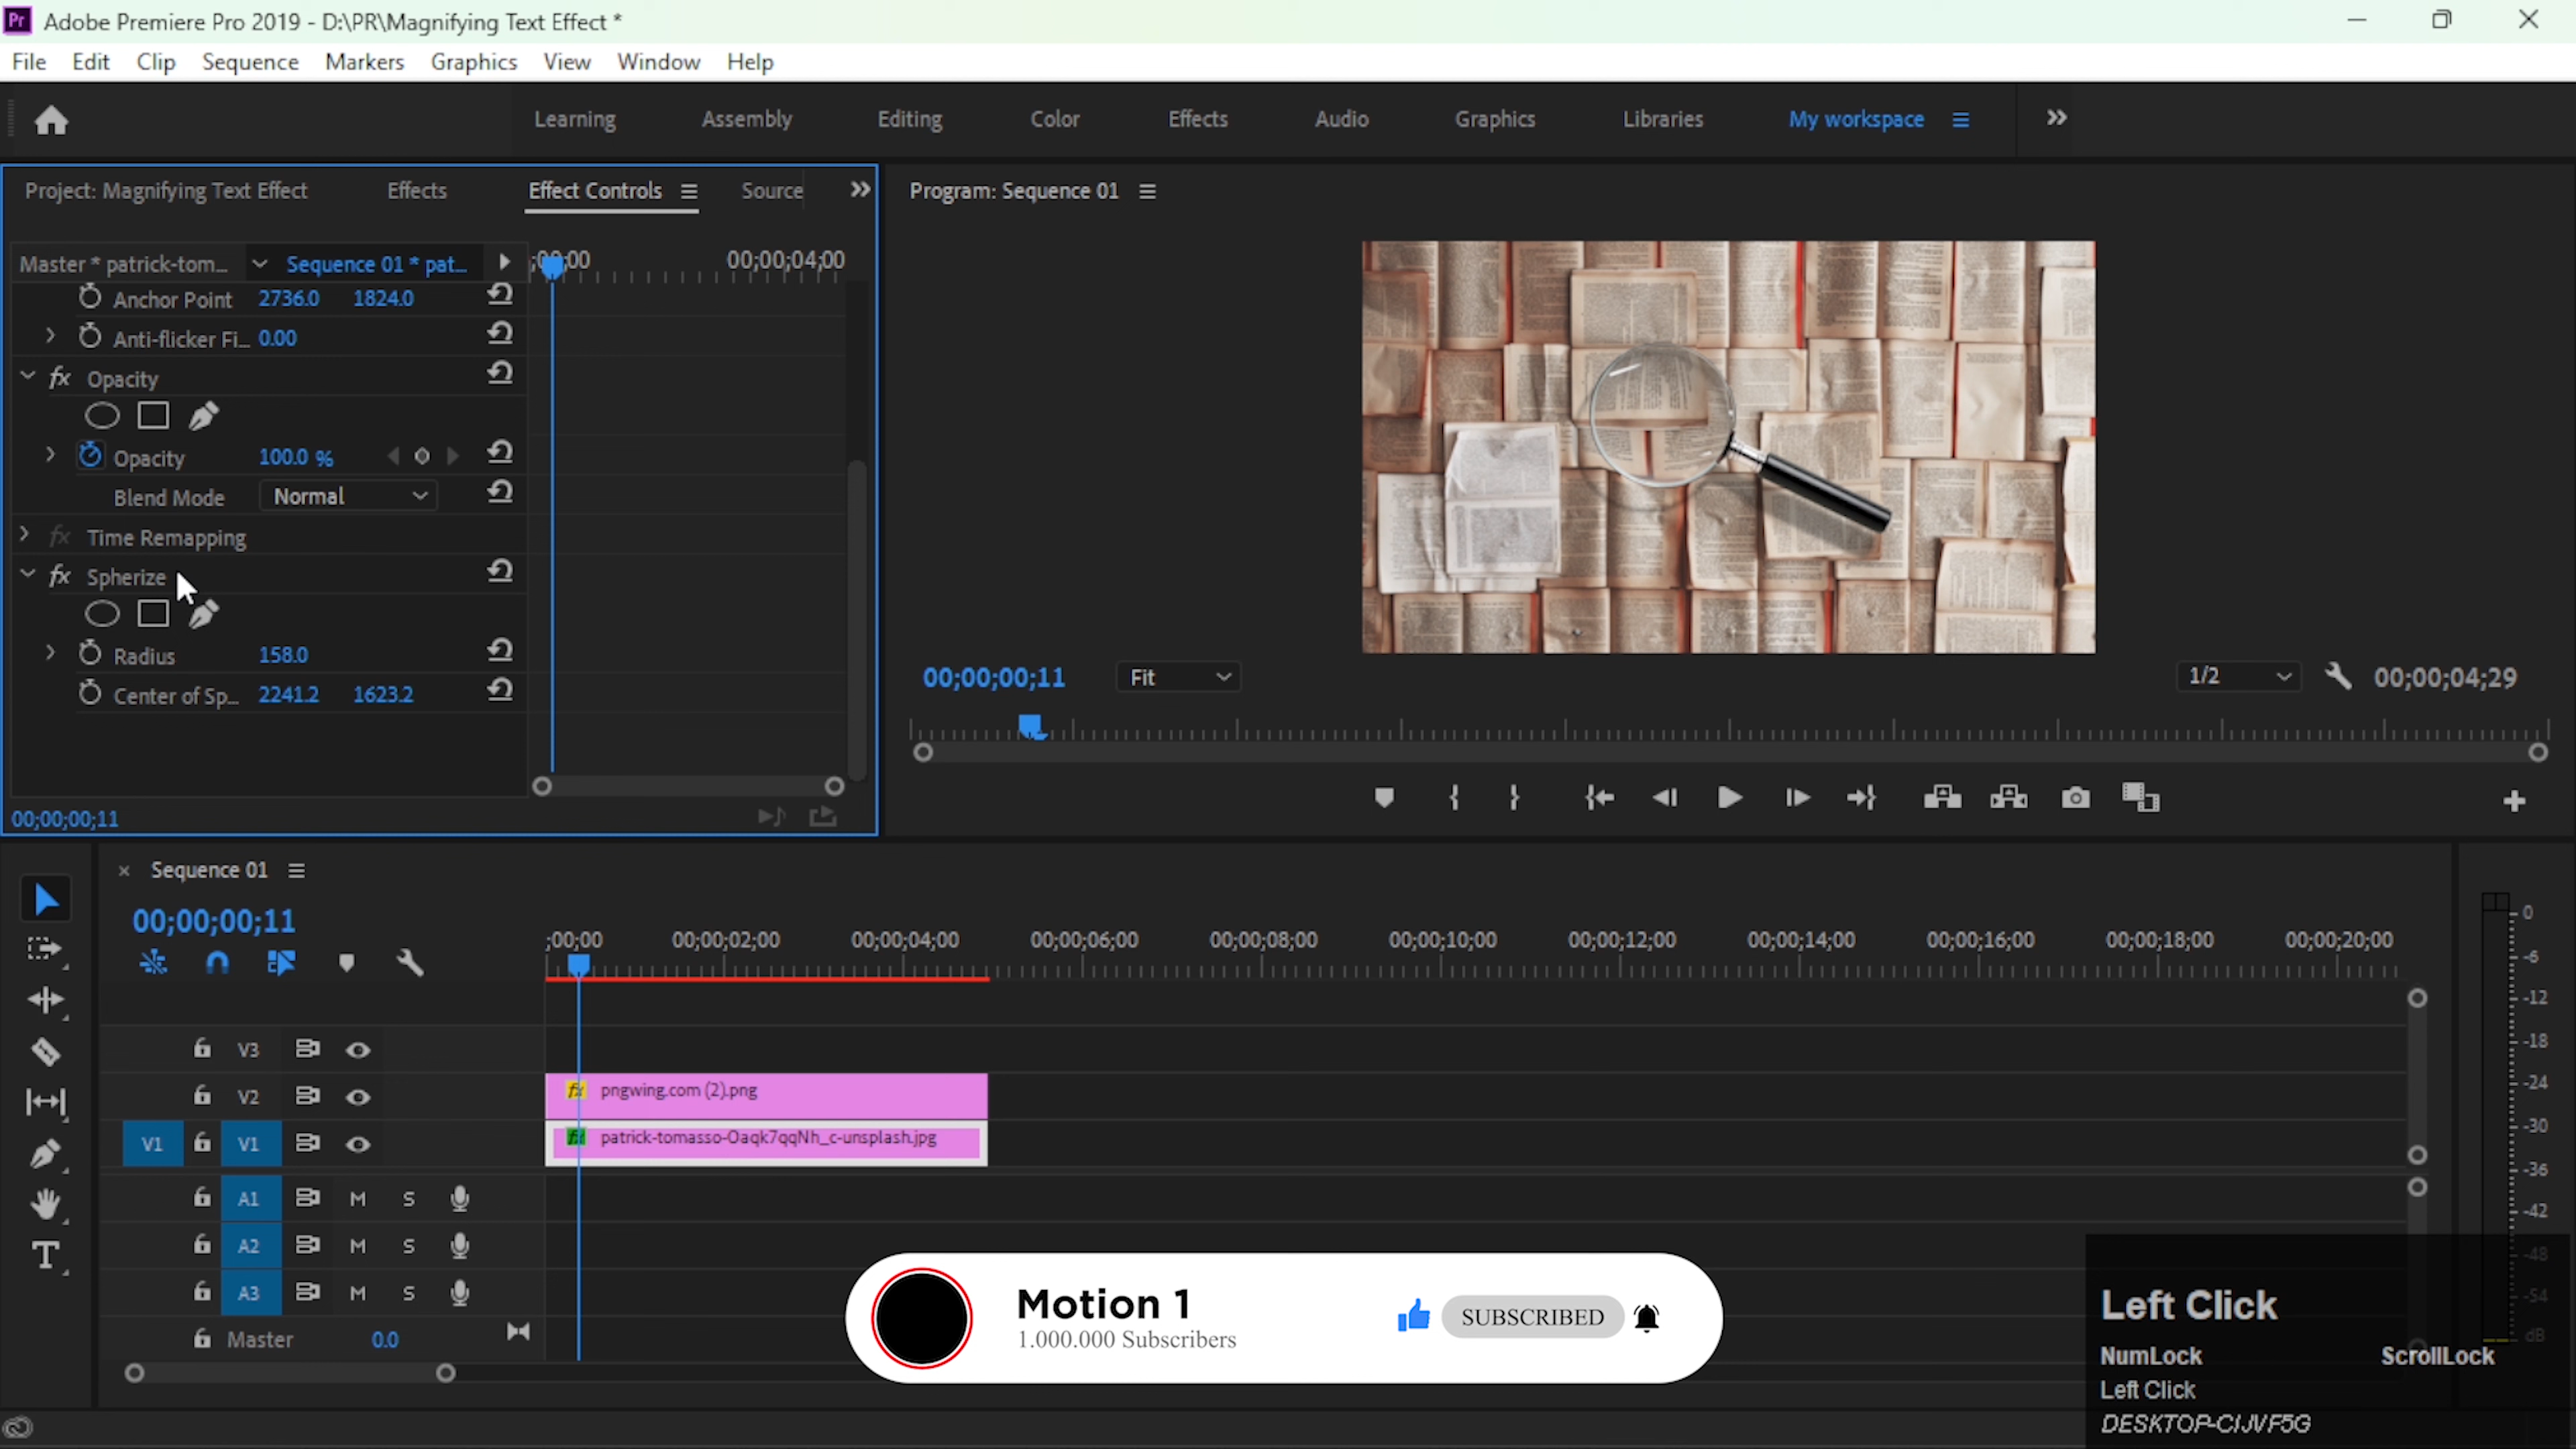 Pr Adobe Premiere Pro 2019 - D:\PR\Magnifying Text Effect *
File Edit Clip Sequence Markers Graphics View Window Help
Learning Assembly Editing Color Effects Audio Graphics Libraries My workspace
Project: Magnifying Text Effect Effects Effect Controls Source
Program: Sequence 01
Master * patrick-tom... Sequence 01 * pat...
;00;00 00;00;04;00
Anchor Point 2736.0 1824.0
Anti-flicker Fi... 0.00
fx Opacity
Opacity 100.0 %
Blend Mode Normal
fx Time Remapping
fx Spherize
Radius 158.0
Center of Sp... 2241.2 1623.2
00;00;00;11
00;00;00;11 Fit 1/2 00;00;04;29
× Sequence 01
00;00;00;11
;00;00 00;00;02;00 00;00;04;00 00;00;06;00 00;00;08;00 00;00;10;00 00;00;12;00 00;00;14;00 00;00;16;00 00;00;18;00 00;00;20;00
V3
V2 fx pngwing.com (2).png
V1 V1 fx patrick-tomasso-Oaqk7qqNh_c-unsplash.jpg
A1 M S
A2 M S
A3 M S
Master 0.0
0
-6
-12
-18
-24
-30
-36
-42
-48
-54
dB
Motion 1
1.000.000 Subscribers
SUBSCRIBED
Left Click
NumLock ScrollLock
Left Click
DESKTOP-CIJVF5G